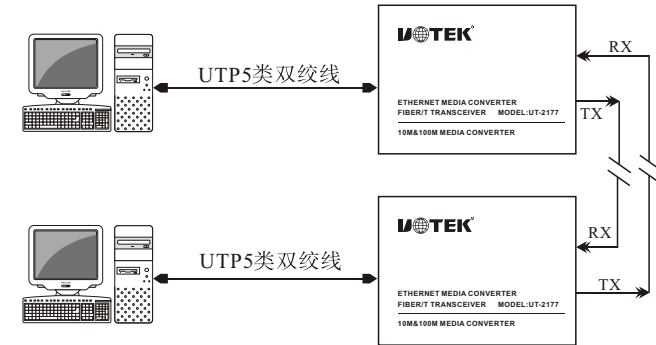 UOTEK®
RX
UTP5类双绞线
ETHERNET MEDIA CONVERTER
FIBER/T TRANSCEIVER MODEL:UT-2177
TX
10M&100M MEDIA CONVERTER
UOTEK®
RX
UTP5类双绞线
TX
ETHERNET MEDIA CONVERTER
FIBER/T TRANSCEIVER MODEL:UT-2177
10M&100M MEDIA CONVERTER